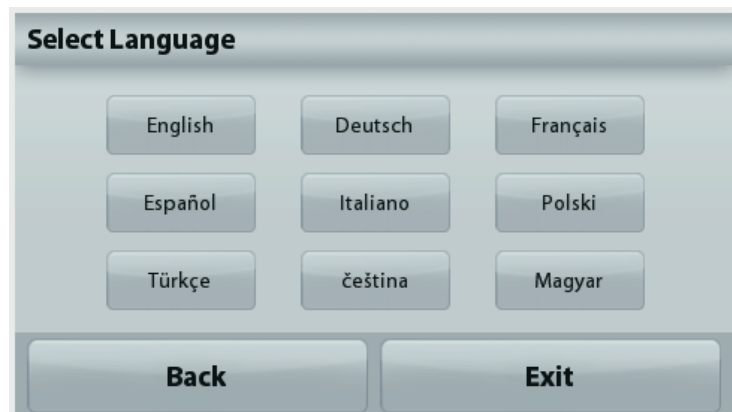 Select Language
English Deutsch Français
Español Italiano Polski
Türkçe čeština Magyar
Back Exit